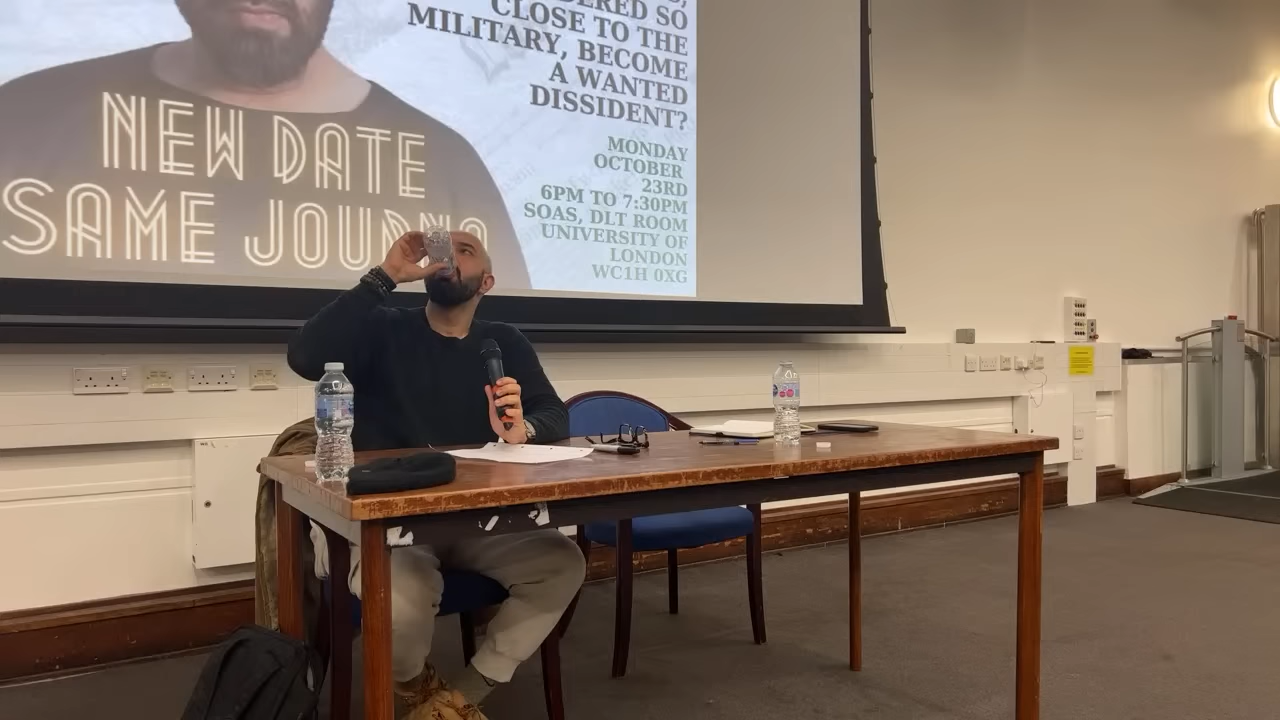 NEW DATE
SAME
CLOSE TO THE
MILITARY, BECOME
A WANTED
DISSIDENT?
MONDAY
OCTOBER
23RD
6PM TO 7:30PM
SOAS, DLT ROOM
UNIVERSITY OF
LONDON
WC1H 0XG